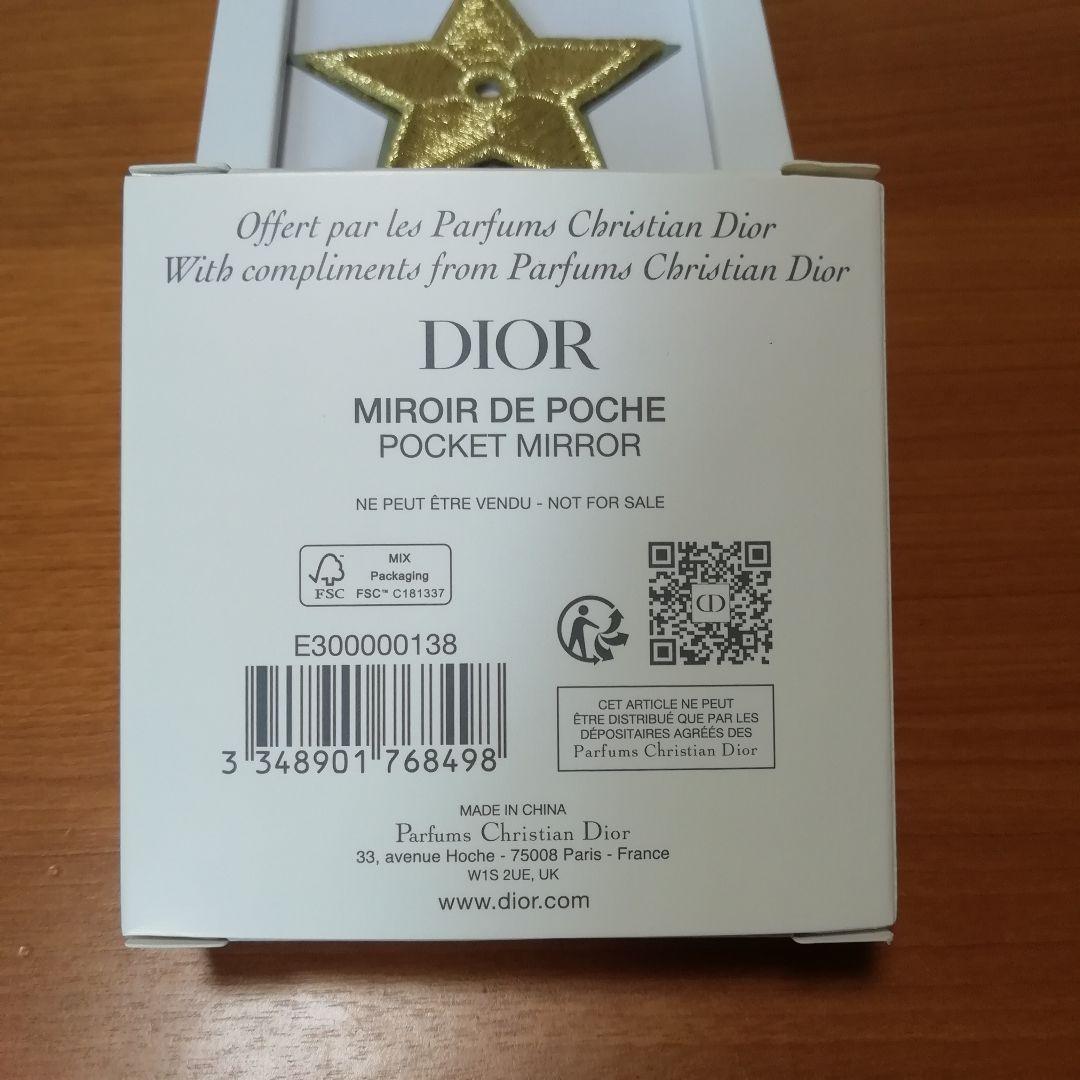 Offert par les Parfums Christian Dior
With compliments from Parfums Christian Dior
DIOR
MIROIR DE POCHE
POCKET MIRROR
NE PEUT ÊTRE VENDU - NOT FOR SALE
MIX
Packaging
FSC™ C181337
FSC
CD
E300000138
3 348901 768498
CET ARTICLE NE PEUT
ÊTRE DISTRIBUÉ QUE PAR LES
DÉPOSITAIRES AGRÉÉS DES
Parfums Christian Dior
MADE IN CHINA
Parfums Christian Dior
33, avenue Hoche - 75008 Paris - France
W1S 2UE, UK
www.dior.com